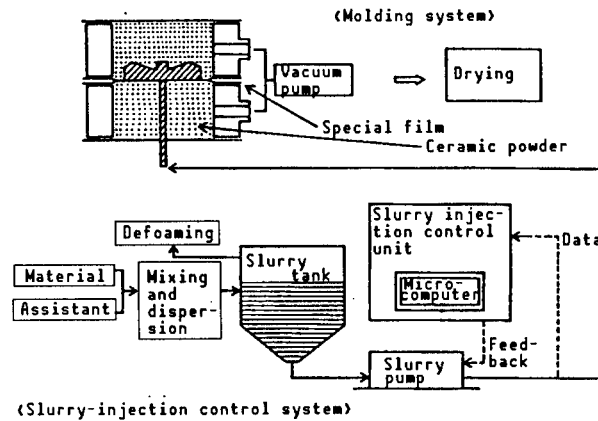 (Molding system)
Vacuum
pump
Drying
Special film
Ceramic powder
Defoaming
Slurry
tank
Slurry injec-
tion control
unit
Micro-
computer
Data
Material
Assistant
Mixing
and
disper-
sion
Feed-
back
Slurry
pump
(Slurry-injection control system)